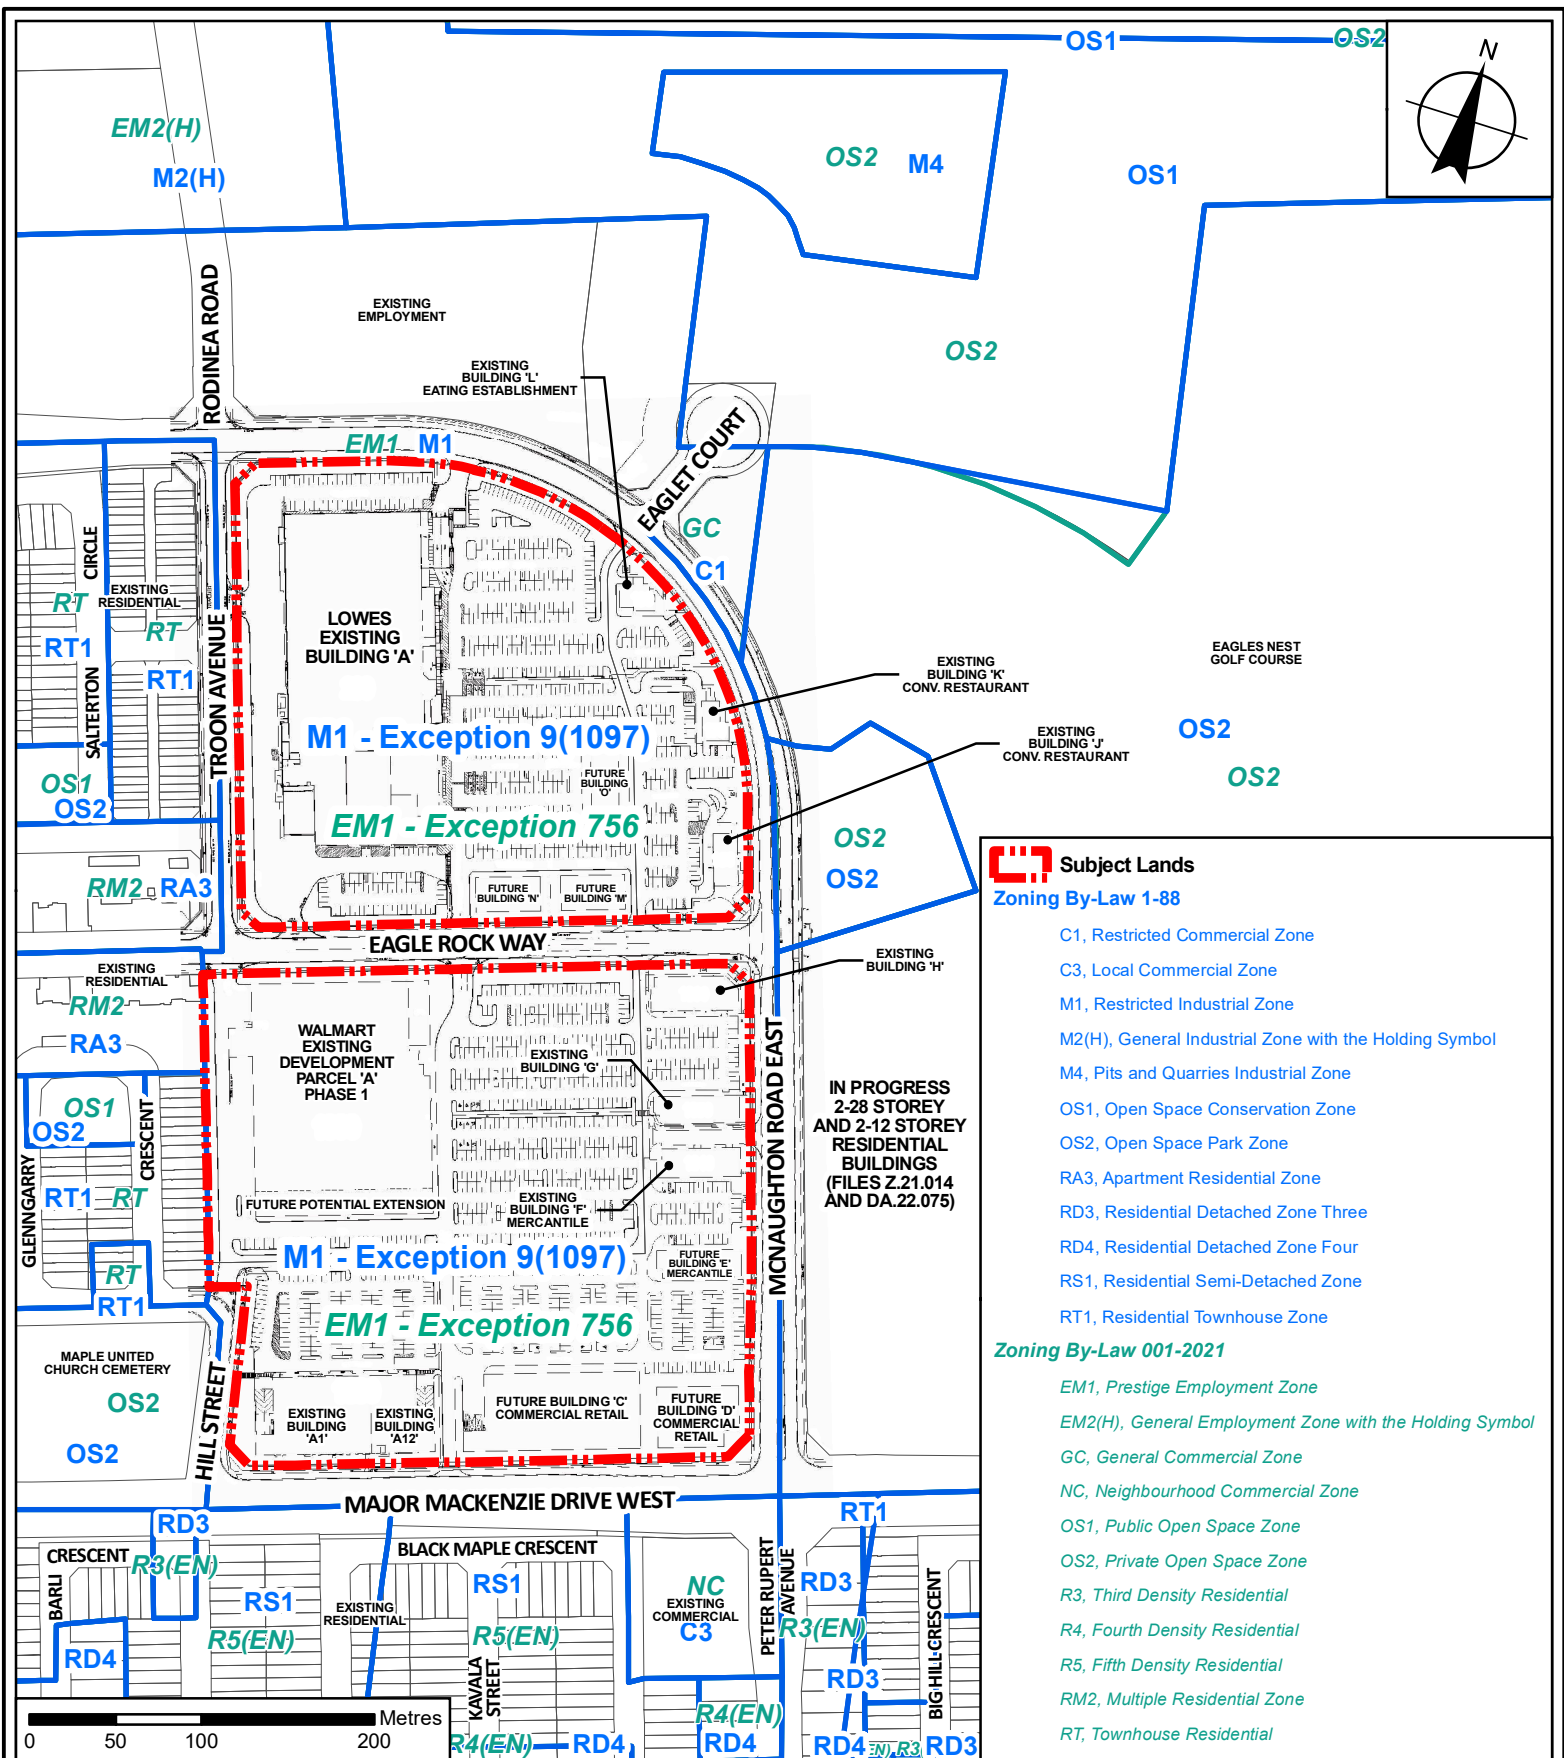 OS1
OS2
N
EM2(H)
M2(H)
OS2
M4
OS1
RODINEA ROAD
EXISTING
EMPLOYMENT
OS2
EXISTING
BUILDING 'L'
EATING ESTABLISHMENT
EAGLET COURT
EM1
M1
GC
C1
CIRCLE
EXISTING
RESIDENTIAL
RT
RT
RT1
RT1
SALTERTON
TROON AVENUE
LOWES
EXISTING
BUILDING 'A'
EXISTING
BUILDING 'K'
CONV. RESTAURANT
EAGLES NEST
GOLF COURSE
M1 - Exception 9(1097)
OS2
OS2
EXISTING
BUILDING 'J'
CONV. RESTAURANT
FUTURE
BUILDING
'O'
OS1
OS2
EM1 - Exception 756
OS2
OS2
RM2
RA3
FUTURE
BUILDING 'N'
FUTURE
BUILDING 'M'
EAGLE ROCK WAY
EXISTING
BUILDING 'H'
EXISTING
RESIDENTIAL
RM2
RA3
WALMART
EXISTING
DEVELOPMENT
PARCEL 'A'
PHASE 1
EXISTING
BUILDING 'G'
MCNAUGHTON ROAD EAST
IN PROGRESS
2-28 STOREY
AND 2-12 STOREY
RESIDENTIAL
BUILDINGS
(FILES Z.21.014
AND DA.22.075)
OS1
OS2
CRESCENT
GLENNGARRY
RT1
RT
FUTURE POTENTIAL EXTENSION
EXISTING
BUILDING 'F'
MERCANTILE
M1 - Exception 9(1097)
FUTURE
BUILDING 'E'
MERCANTILE
RT
RT1
EM1 - Exception 756
MAPLE UNITED
CHURCH CEMETERY
OS2
OS2
HILL STREET
EXISTING
BUILDING
'A1'
EXISTING
BUILDING
'A12'
FUTURE BUILDING 'C'
COMMERCIAL RETAIL
FUTURE
BUILDING 'D'
COMMERCIAL
RETAIL
MAJOR MACKENZIE DRIVE WEST
RD3
RT1
CRESCENT
R3(EN)
BARLI
BLACK MAPLE CRESCENT
RS1
RS1
EXISTING
RESIDENTIAL
NC
EXISTING
COMMERCIAL
C3
PETER RUPERT
AVENUE
RD3
R3(EN)
BIG HILL CRESCENT
R5(EN)
R5(EN)
RD4
KAVALA
STREET
RD3
R4(EN)
R4(EN)
RD4
RD4
RD4
R3
RD3
Metres
0 50 100 200
Subject Lands
Zoning By-Law 1-88
C1, Restricted Commercial Zone
C3, Local Commercial Zone
M1, Restricted Industrial Zone
M2(H), General Industrial Zone with the Holding Symbol
M4, Pits and Quarries Industrial Zone
OS1, Open Space Conservation Zone
OS2, Open Space Park Zone
RA3, Apartment Residential Zone
RD3, Residential Detached Zone Three
RD4, Residential Detached Zone Four
RS1, Residential Semi-Detached Zone
RT1, Residential Townhouse Zone
Zoning By-Law 001-2021
EM1, Prestige Employment Zone
EM2(H), General Employment Zone with the Holding Symbol
GC, General Commercial Zone
NC, Neighbourhood Commercial Zone
OS1, Public Open Space Zone
OS2, Private Open Space Zone
R3, Third Density Residential
R4, Fourth Density Residential
R5, Fifth Density Residential
RM2, Multiple Residential Zone
RT, Townhouse Residential